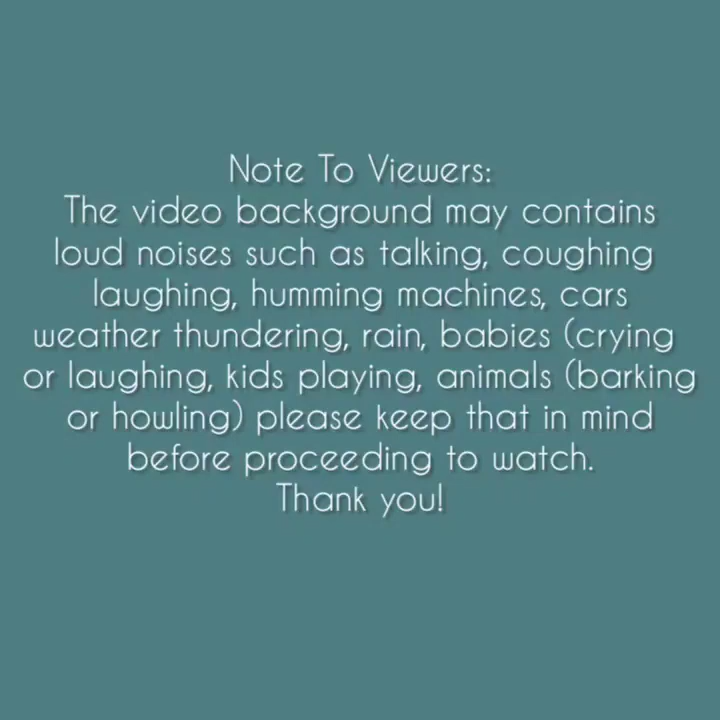 Note To Viewers:
The video background may contains
loud noises such as talking, coughing
laughing, humming machines, cars
weather thundering, rain, babies (crying
or laughing, kids playing, animals (barking
or howling) please keep that in mind
before proceeding to watch.
Thank you!